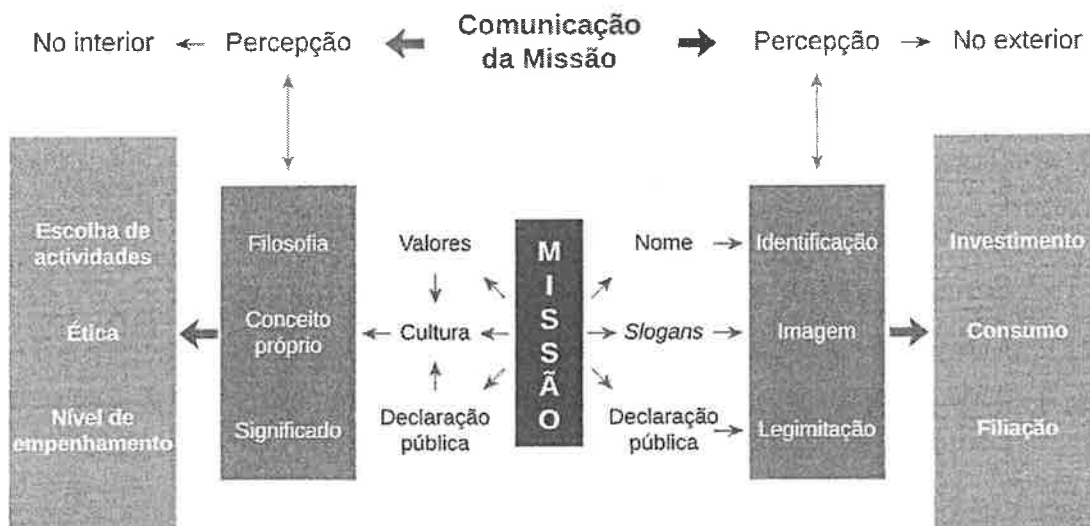 Comunicação
da Missão
No interior
Percepção
Percepção
No exterior
Escolha de
actividades
Ética
Nível de
empenhamento
Filosofia
Conceito
próprio
Significado
Valores
Cultura
Declaração
pública
MISSÃO
Nome
Slogans
Declaração
pública
Identificação
Imagem
Legimitação
Investimento
Consumo
Filiação